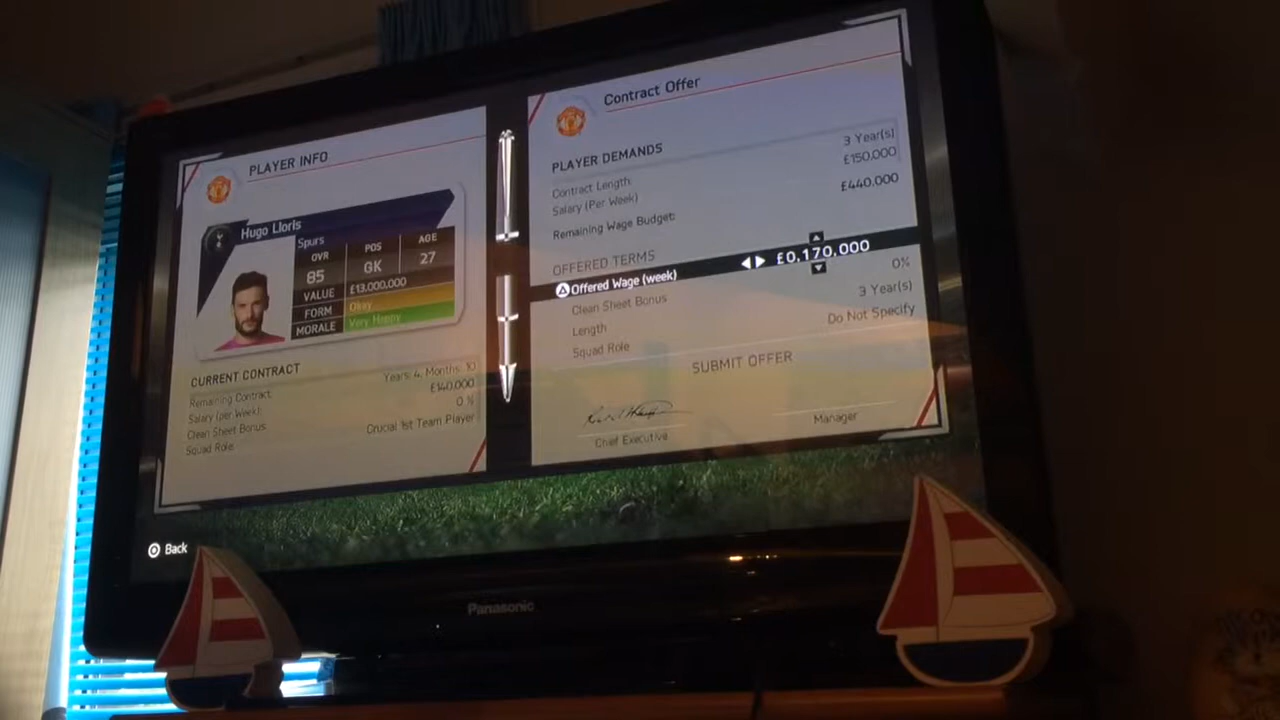 PLAYER INFO
Hugo Lloris
Spurs
OVR POS AGE
85 GK 27
VALUE £13,000,000
FORM Okay
MORALE Very Happy
CURRENT CONTRACT
Remaining Contract: Years: 4, Months: 10
Salary (per Week): £140,000
Clean Sheet Bonus: 0 %
Squad Role: Crucial 1st Team Player
Back
Contract Offer
PLAYER DEMANDS
Contract Length: 3 Year(s)
Salary (Per Week) £150,000
Remaining Wage Budget: £440,000
OFFERED TERMS
Offered Wage (week) £0,170,000
Clean Sheet Bonus 0%
Length 3 Year(s)
Squad Role Do Not Specify
SUBMIT OFFER
Chief Executive Manager
Panasonic